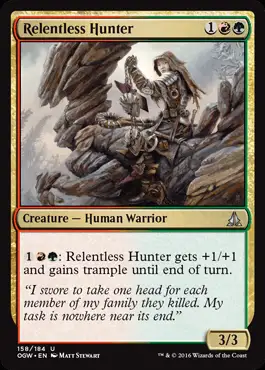 Relentless Hunter 1
Creature — Human Warrior
1: Relentless Hunter gets +1/+1
and gains trample until end of turn.
“I swore to take one head for each
member of my family they killed. My
task is nowhere near its end.”
3/3
158/184 U
OGW • EN Matt Stewart
™ & © 2016 Wizards of the Coast